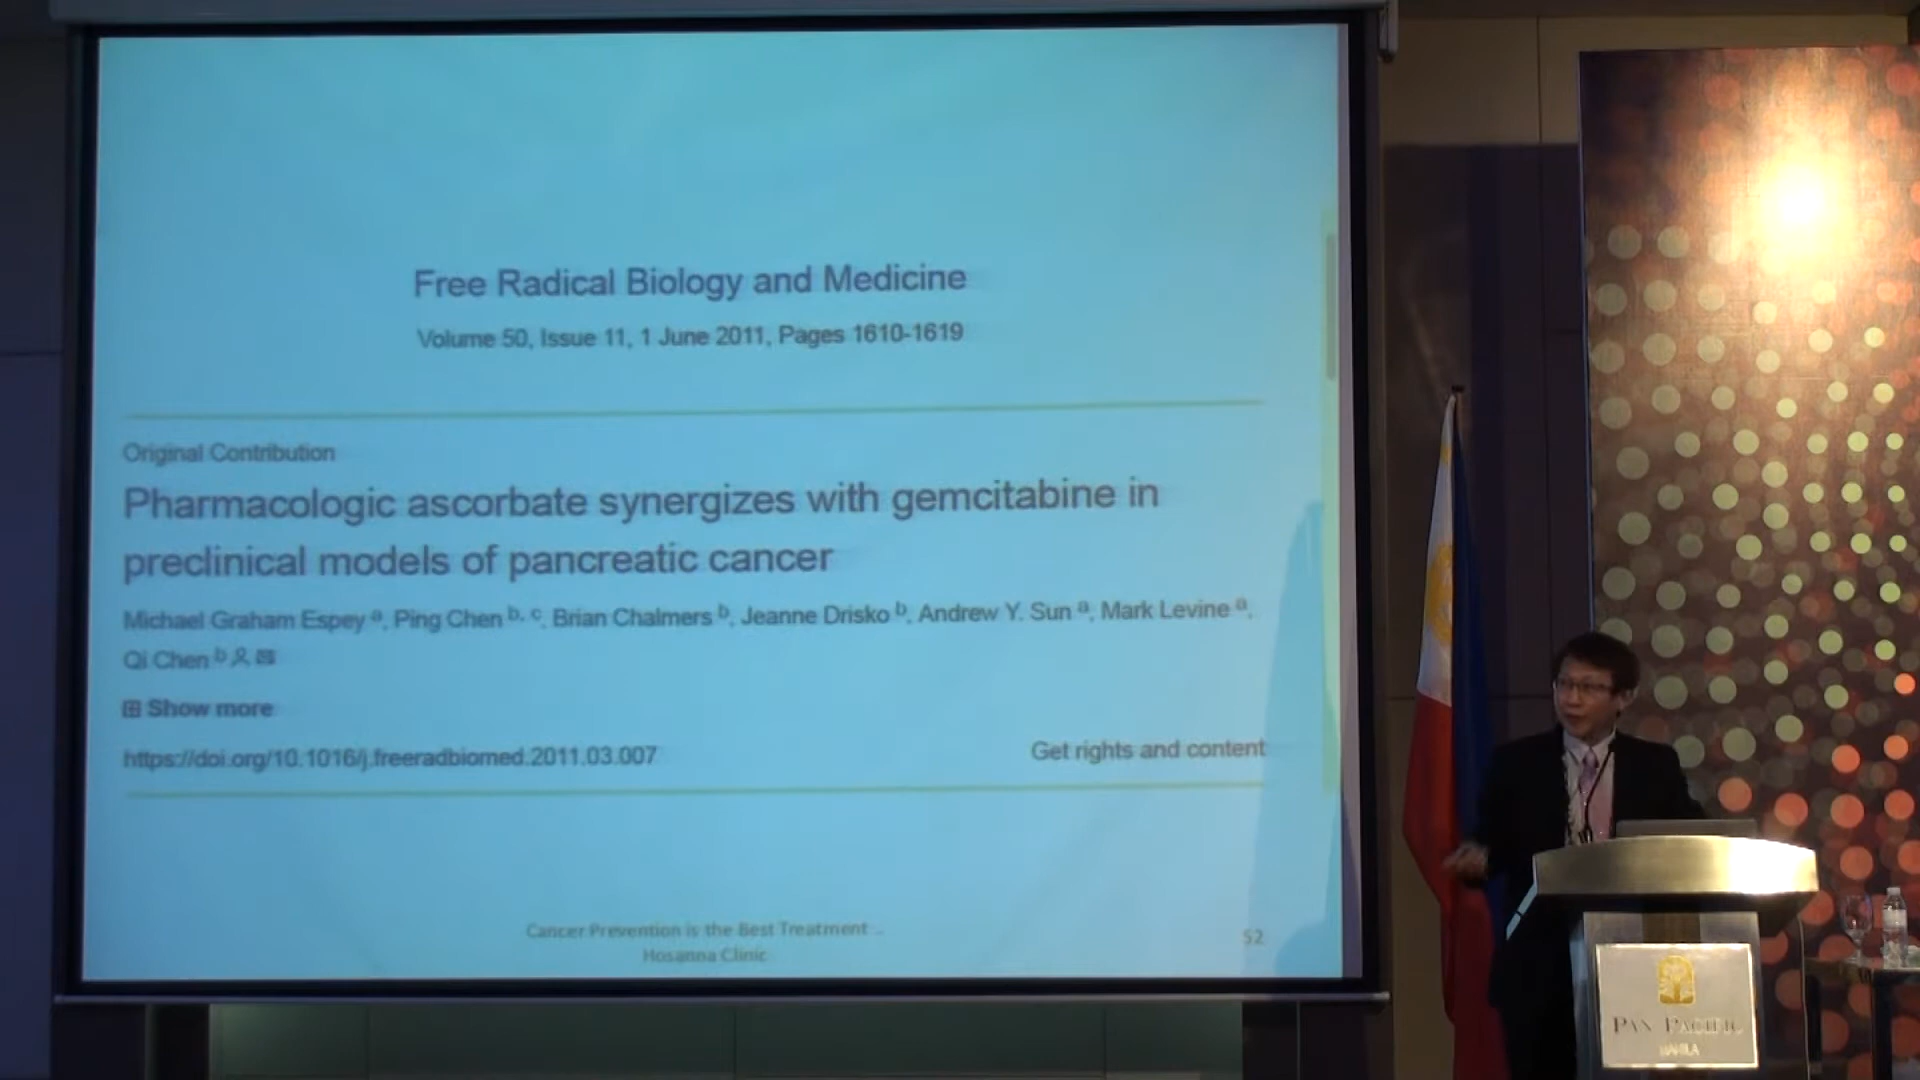 Free Radical Biology and Medicine
Volume 50, Issue 11, 1 June 2011, Pages 1610-1619
Original Contribution
Pharmacologic ascorbate synergizes with gemcitabine in
preclinical models of pancreatic cancer
Michael Graham Espey a, Ping Chen b, c, Brian Chalmers b, Jeanne Drisko b, Andrew Y. Sun a, Mark Levine a,
Qi Chen b
Show more
https://doi.org/10.1016/j.freeradbiomed.2011.03.007
Get rights and content
Cancer Prevention is the Best Treatment ..
Hosanna Clinic
52
PAN PACIFIC
MANILA